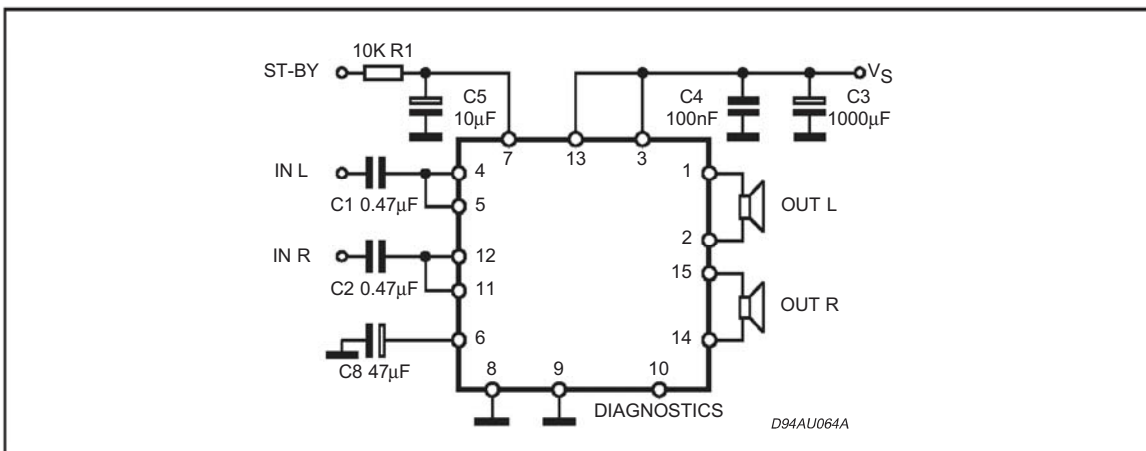 10K R1
ST-BY
C5
10μF
C4
100nF
VS
C3
1000μF
7
13
3
IN L
C1 0.47μF
4
5
1
OUT L
2
IN R
C2 0.47μF
12
11
15
OUT R
14
6
C8 47μF
8
9
10
DIAGNOSTICS
D94AU064A